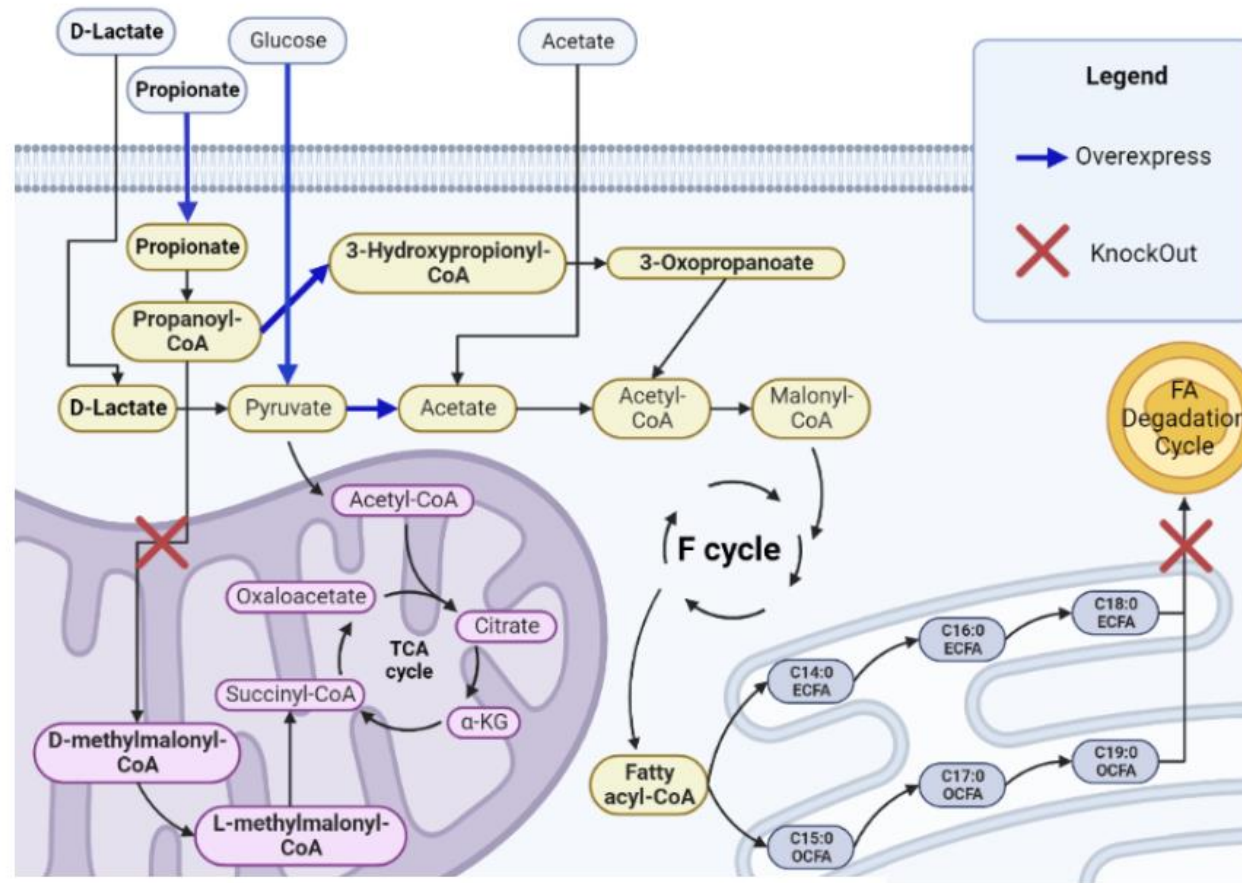 D-Lactate
Glucose
Acetate
Propionate
Legend
Overexpress
KnockOut
Propionate
3-Hydroxypropionyl-
CoA
3-Oxopropanoate
Propanoyl-
CoA
D-Lactate
Pyruvate
Acetate
Acetyl-
CoA
Malonyl-
CoA
FA
Degadation
Cycle
Acetyl-CoA
F cycle
Oxaloacetate
Citrate
TCA
cycle
Succinyl-CoA
α-KG
C14:0
ECFA
C16:0
ECFA
C18:0
ECFA
D-methylmalonyl-
CoA
L-methylmalonyl-
CoA
Fatty
acyl-CoA
C15:0
OCFA
C17:0
OCFA
C19:0
OCFA